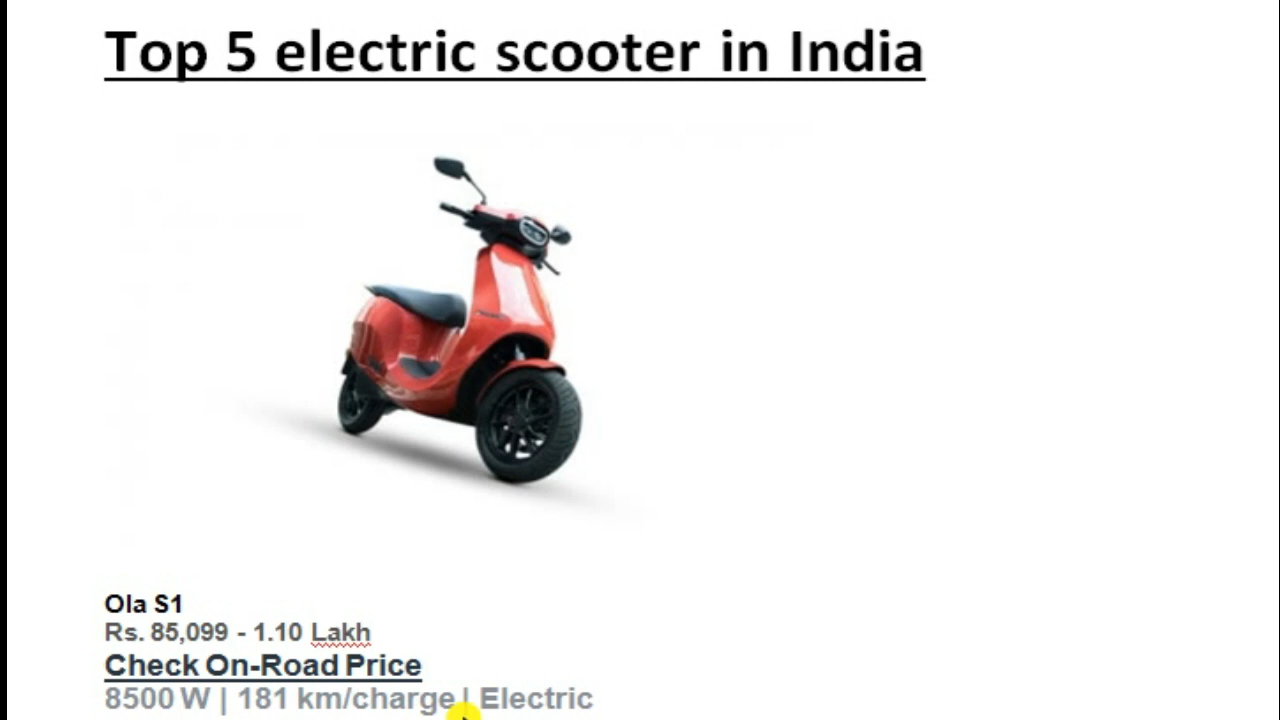 Top 5 electric scooter in India
Ola S1
Rs. 85,099 - 1.10 Lakh
Check On-Road Price
8500 W | 181 km/charge | Electric